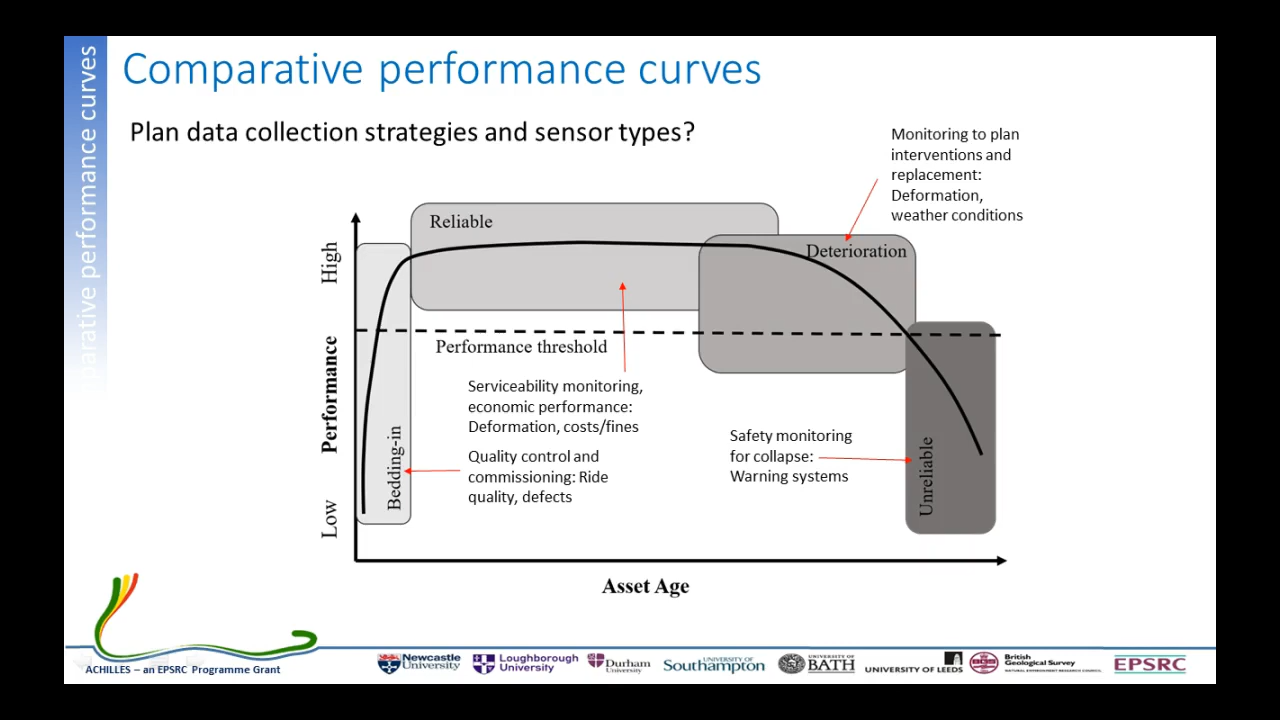 Comparative performance curves
parative performance curves
Plan data collection strategies and sensor types?
Monitoring to plan
interventions and
replacement:
Deformation,
weather conditions
Reliable
Deterioration
High
Performance threshold
Performance
Serviceability monitoring,
economic performance:
Deformation, costs/fines
Quality control and
commissioning: Ride
quality, defects
Bedding-in
Safety monitoring
for collapse:
Warning systems
Unreliable
Low
Asset Age
ACHILLES – an EPSRC Programme Grant
Newcastle
University
Loughborough
University
Durham
University
UNIVERSITY OF
Southampton
UNIVERSITY OF
BATH
UNIVERSITY OF LEEDS
British
Geological Survey
NATURAL ENVIRONMENT RESEARCH COUNCIL
EPSRC